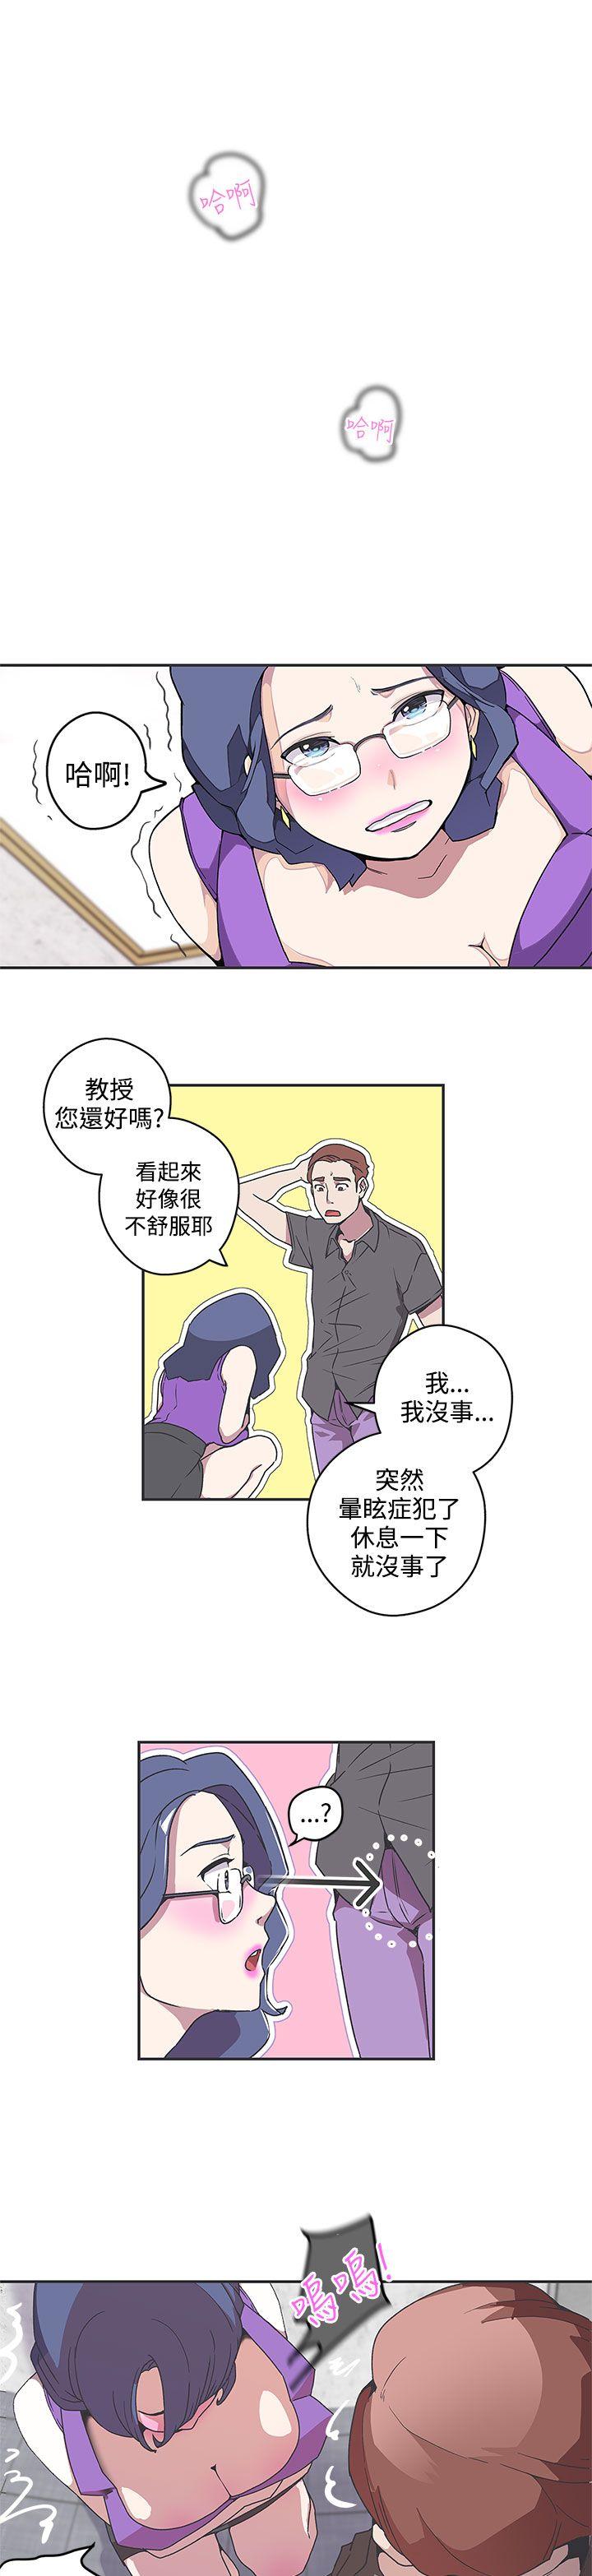 哈啊
哈啊
哈啊!
教授
您還好嗎?
看起來
好像很
不舒服耶
我...
我沒事...
突然
暈眩症犯了
休息一下
就沒事了
...?
嗚嗚!